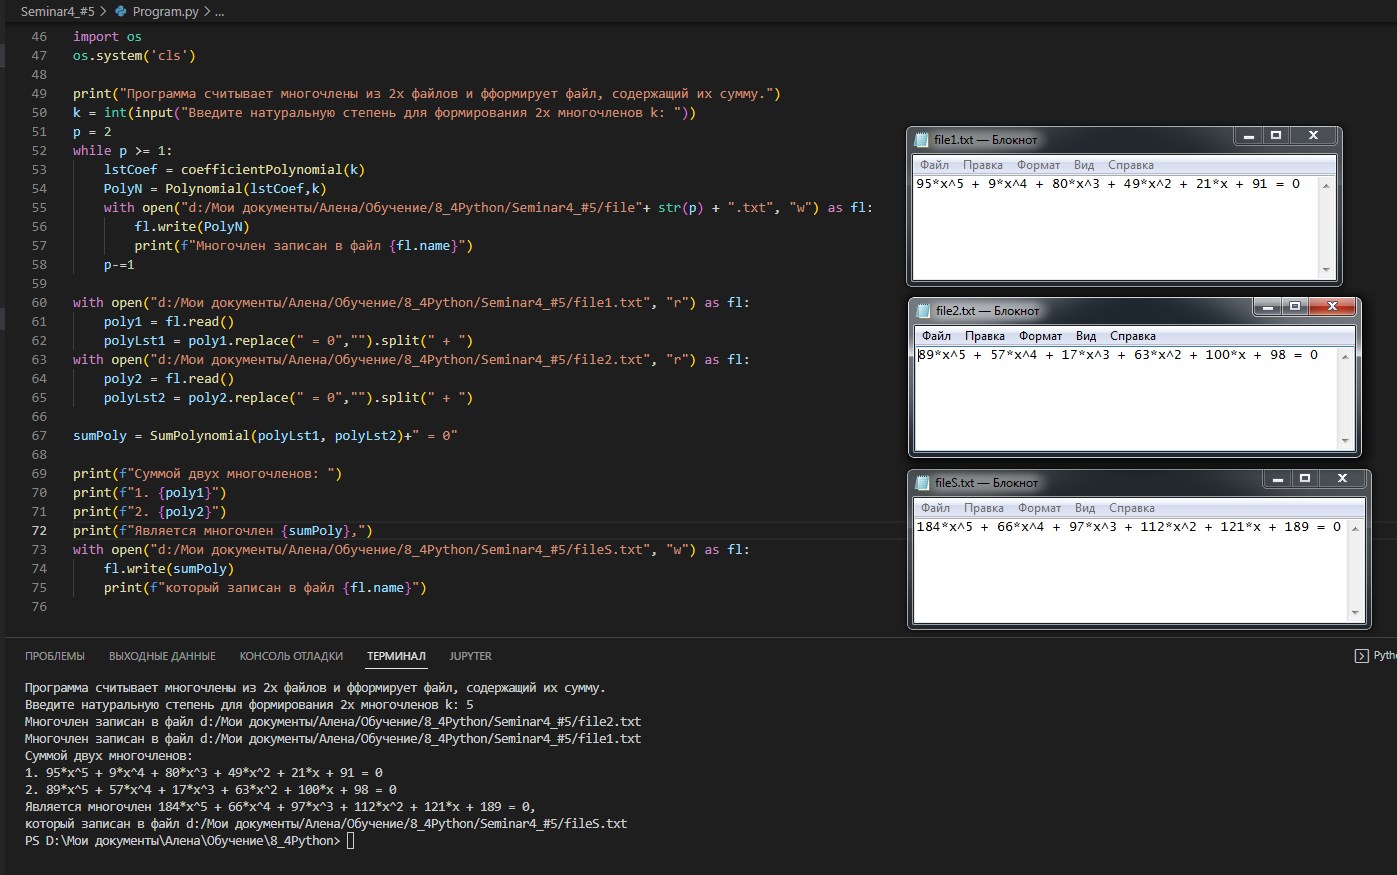 Seminar4_#5 > Program.py > ...
46 import os
47 os.system('cls')
48
49 print("Программа считывает многочлены из 2х файлов и фформирует файл, содержащий их сумму.")
50 k = int(input("Введите натуральную степень для формирования 2х многочленов k: "))
51 p = 2
52 while p >= 1:
53     lstCoef = coefficientPolynomial(k)
54     PolyN = Polynomial(lstCoef,k)
55     with open("d:/Мои документы/Алена/Обучение/8_4Python/Seminar4_#5/file"+ str(p) + ".txt", "w") as fl:
56         fl.write(PolyN)
57         print(f"Многочлен записан в файл {fl.name}")
58     p-=1
59
60 with open("d:/Мои документы/Алена/Обучение/8_4Python/Seminar4_#5/file1.txt", "r") as fl:
61     poly1 = fl.read()
62     polyLst1 = poly1.replace(" = 0","").split(" + ")
63 with open("d:/Мои документы/Алена/Обучение/8_4Python/Seminar4_#5/file2.txt", "r") as fl:
64     poly2 = fl.read()
65     polyLst2 = poly2.replace(" = 0","").split(" + ")
66
67 sumPoly = SumPolynomial(polyLst1, polyLst2)+" = 0"
68
69 print(f"Суммой двух многочленов: ")
70 print(f"1. {poly1}")
71 print(f"2. {poly2}")
72 print(f"Является многочлен {sumPoly},")
73 with open("d:/Мои документы/Алена/Обучение/8_4Python/Seminar4_#5/fileS.txt", "w") as fl:
74     fl.write(sumPoly)
75     print(f"который записан в файл {fl.name}")
76
file1.txt — Блокнот
Файл Правка Формат Вид Справка
95*x^5 + 9*x^4 + 80*x^3 + 49*x^2 + 21*x + 91 = 0
file2.txt — Блокнот
Файл Правка Формат Вид Справка
89*x^5 + 57*x^4 + 17*x^3 + 63*x^2 + 100*x + 98 = 0
fileS.txt — Блокнот
Файл Правка Формат Вид Справка
184*x^5 + 66*x^4 + 97*x^3 + 112*x^2 + 121*x + 189 = 0
ПРОБЛЕМЫ ВЫХОДНЫЕ ДАННЫЕ КОНСОЛЬ ОТЛАДКИ ТЕРМИНАЛ JUPYTER
Pyth
Программа считывает многочлены из 2х файлов и фформирует файл, содержащий их сумму.
Введите натуральную степень для формирования 2х многочленов k: 5
Многочлен записан в файл d:/Мои документы/Алена/Обучение/8_4Python/Seminar4_#5/file2.txt
Многочлен записан в файл d:/Мои документы/Алена/Обучение/8_4Python/Seminar4_#5/file1.txt
Суммой двух многочленов:
1. 95*x^5 + 9*x^4 + 80*x^3 + 49*x^2 + 21*x + 91 = 0
2. 89*x^5 + 57*x^4 + 17*x^3 + 63*x^2 + 100*x + 98 = 0
Является многочлен 184*x^5 + 66*x^4 + 97*x^3 + 112*x^2 + 121*x + 189 = 0,
который записан в файл d:/Мои документы/Алена/Обучение/8_4Python/Seminar4_#5/fileS.txt
PS D:\Мои документы\Алена\Обучение\8_4Python>